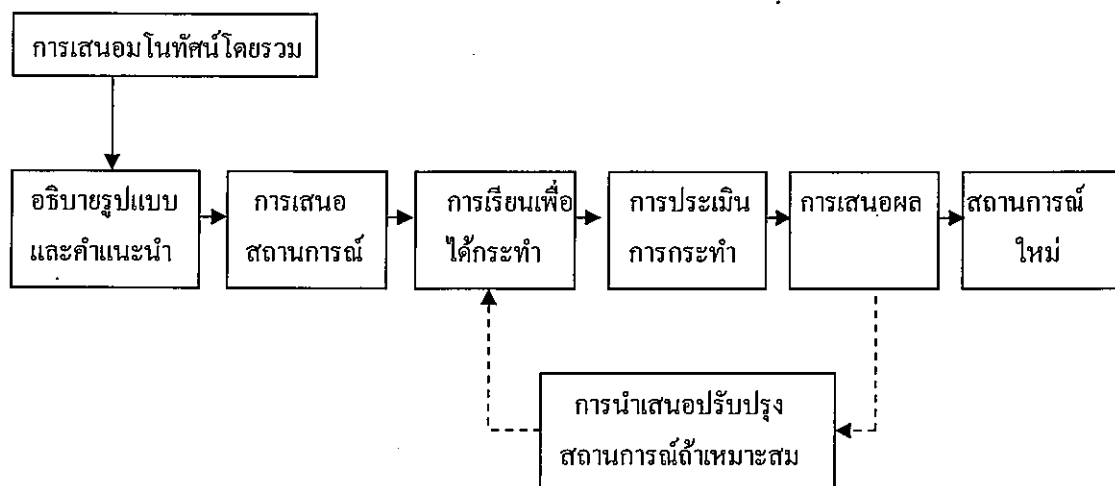 การเสนอมโนทัศน์โดยรวม
อธิบายรูปแบบ
และคำแนะนำ
การเสนอ
สถานการณ์
การเรียนเพื่อ
ได้กระทำ
การประเมิน
การกระทำ
การเสนอผล
สถานการณ์
ใหม่
การนำเสนอปรับปรุง
สถานการณ์ถ้าเหมาะสม